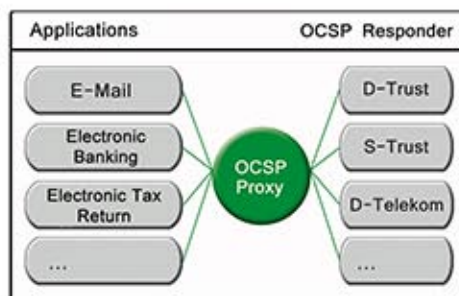 Applications
OCSP Responder
E-Mail
Electronic
Banking
Electronic Tax
Return
...
OCSP
Proxy
D-Trust
S-Trust
D-Telekom
...